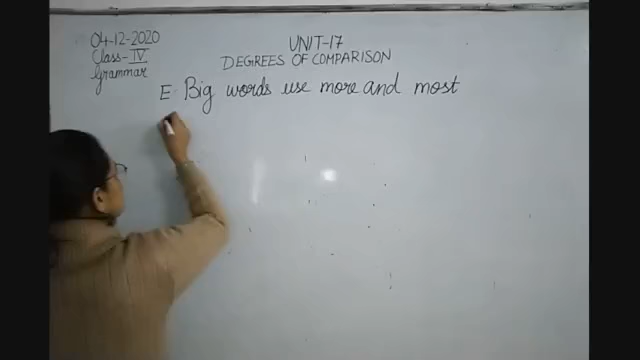 04-12-2020
Class-IV
Grammar
UNIT-17
DEGREES OF COMPARISON
E- Big words use more and most